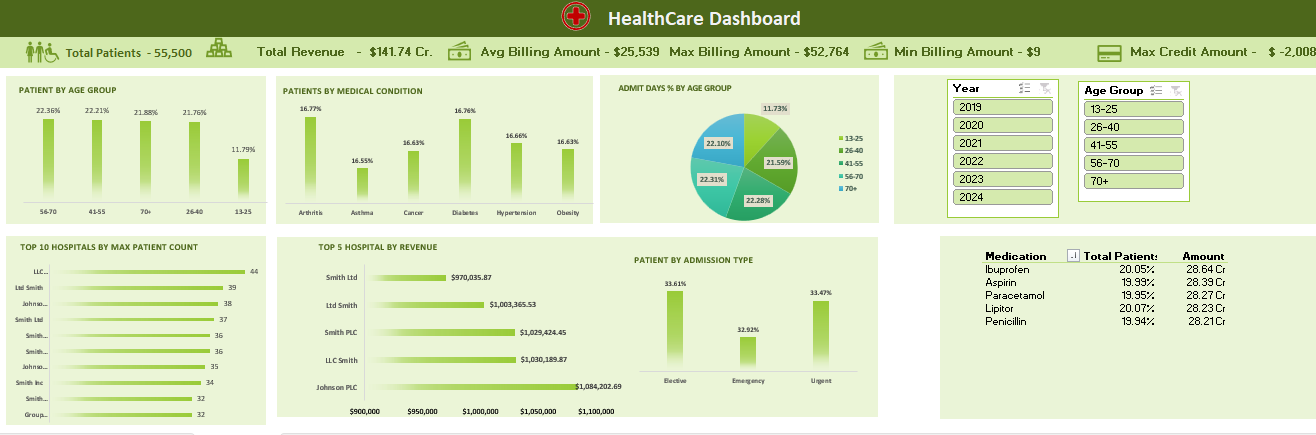 HealthCare Dashboard
Total Patients - 55,500
Total Revenue - $141.74 Cr.
Avg Billing Amount - $25,539
Max Billing Amount - $52,764
Min Billing Amount - $9
Max Credit Amount - $ -2,008
PATIENT BY AGE GROUP
22.36% 22.21% 21.88% 21.76% 11.79%
56-70 41-55 70+ 26-40 13-25
PATIENTS BY MEDICAL CONDITION
16.77% 16.55% 16.63% 16.76% 16.66% 16.63%
Arthritis Asthma Cancer Diabetes Hypertension Obesity
ADMIT DAYS % BY AGE GROUP
11.73%
21.59%
22.28%
22.31%
22.10%
13-25
26-40
41-55
56-70
70+
Year
2019
2020
2021
2022
2023
2024
Age Group
13-25
26-40
41-55
56-70
70+
TOP 10 HOSPITALS BY MAX PATIENT COUNT
LLC... 44
Ltd Smith 39
Johnso... 38
Smith Ltd 37
Smith... 36
Smith... 36
Johnso... 35
Smith Inc 34
Smith... 32
Group... 32
TOP 5 HOSPITAL BY REVENUE
Smith Ltd $970,035.87
Ltd Smith $1,003,365.53
Smith PLC $1,029,424.45
LLC Smith $1,030,189.87
Johnson PLC $1,084,202.69
$900,000 $950,000 $1,000,000 $1,050,000 $1,100,000
PATIENT BY ADMISSION TYPE
33.61% 32.92% 33.47%
Elective Emergency Urgent
Medication Total Patients Amount
Ibuprofen 20.05% 28.64 Cr
Aspirin 19.99% 28.39 Cr
Paracetamol 19.95% 28.27 Cr
Lipitor 20.07% 28.23 Cr
Penicillin 19.94% 28.21 Cr